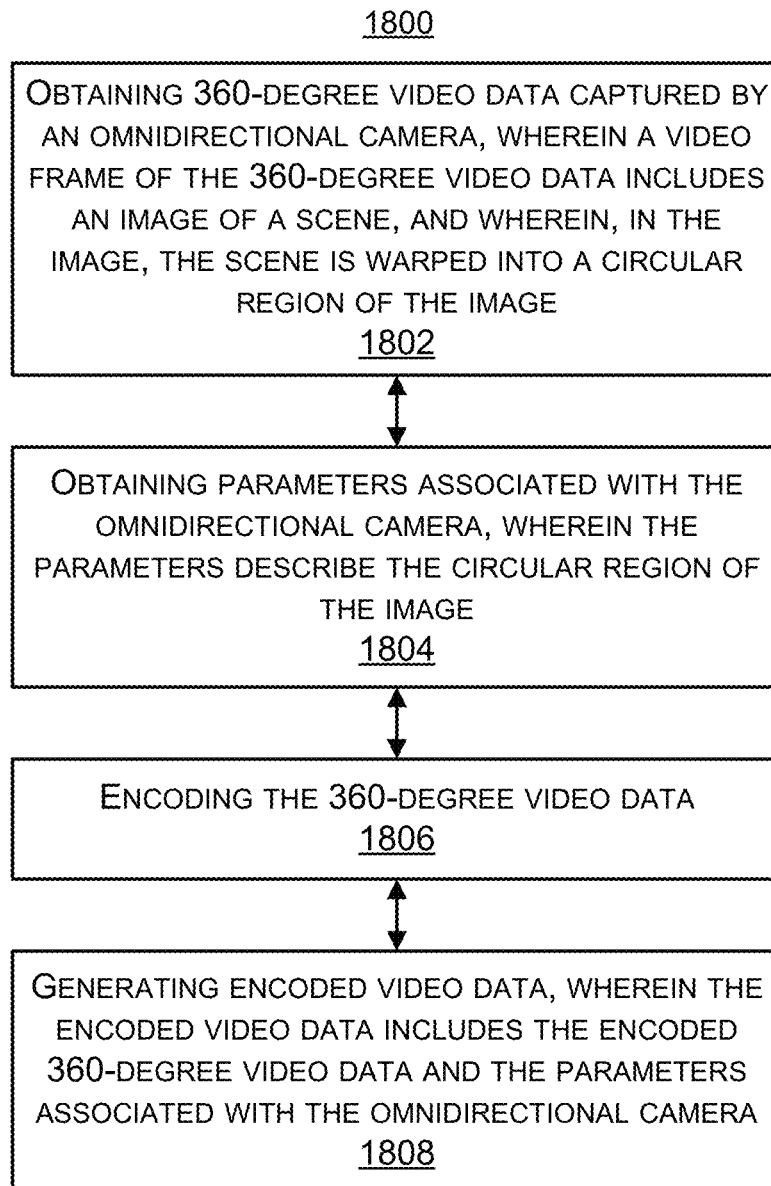 1800
OBTAINING 360-DEGREE VIDEO DATA CAPTURED BY
AN OMNIDIRECTIONAL CAMERA, WHEREIN A VIDEO
FRAME OF THE 360-DEGREE VIDEO DATA INCLUDES
AN IMAGE OF A SCENE, AND WHEREIN, IN THE
IMAGE, THE SCENE IS WARPED INTO A CIRCULAR
REGION OF THE IMAGE
1802
OBTAINING PARAMETERS ASSOCIATED WITH THE
OMNIDIRECTIONAL CAMERA, WHEREIN THE
PARAMETERS DESCRIBE THE CIRCULAR REGION OF
THE IMAGE
1804
ENCODING THE 360-DEGREE VIDEO DATA
1806
GENERATING ENCODED VIDEO DATA, WHEREIN THE
ENCODED VIDEO DATA INCLUDES THE ENCODED
360-DEGREE VIDEO DATA AND THE PARAMETERS
ASSOCIATED WITH THE OMNIDIRECTIONAL CAMERA
1808